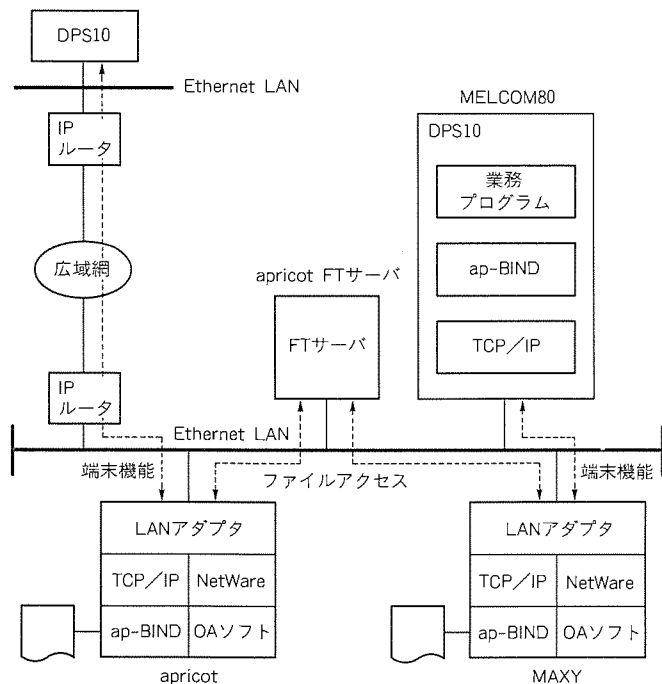 DPS10
Ethernet LAN
IP
ルータ
広域網
IP
ルータ
MELCOM80
DPS10
業務
プログラム
ap-BIND
TCP／IP
apricot FTサーバ
FTサーバ
Ethernet LAN
端末機能
ファイルアクセス
端末機能
LANアダプタ
TCP／IP
NetWare
ap-BIND
OAソフト
apricot
LANアダプタ
TCP／IP
NetWare
ap-BIND
OAソフト
MAXY